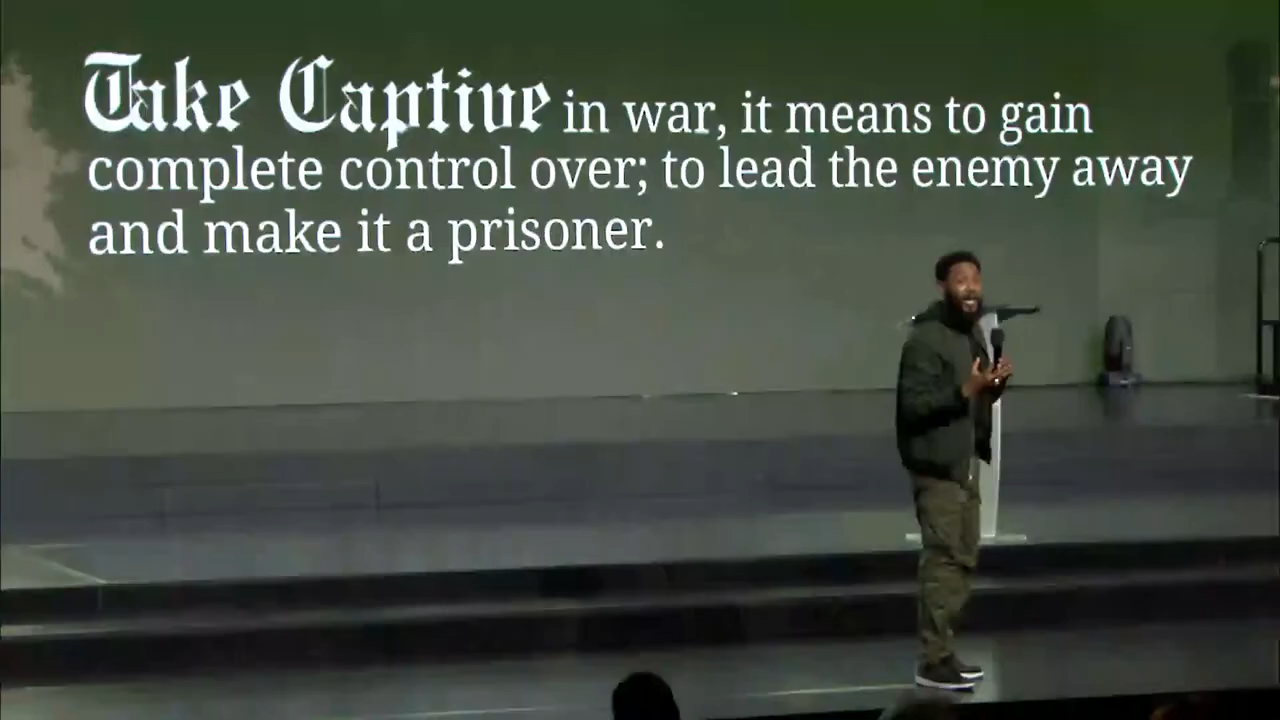 Take Captive in war, it means to gain
complete control over; to lead the enemy away
and make it a prisoner.